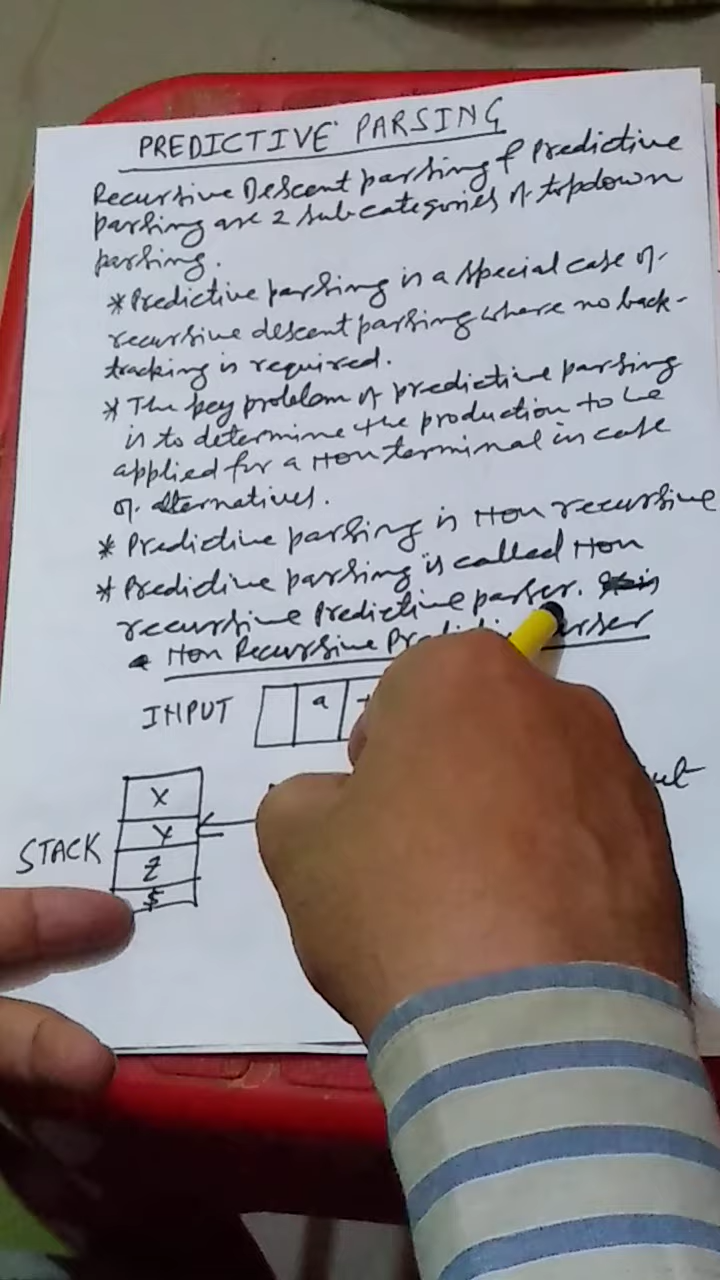 PREDICTIVE PARSING
Recursive Descent parsing & Predictive
parsing are 2 subcategories of topdown
parsing.
* Predictive parsing is a special case of
recursive descent parsing where no back-
tracking is required.
* The key problem of predictive parsing
is to determine the production to be
applied for a Non terminal in case
of alternatives.
* Predictive parsing is Non recursive
* Predictive parsing is called Non
recursive Predictive parser.
Non Recursive
INPUT a +
X
STACK Y
Z
$